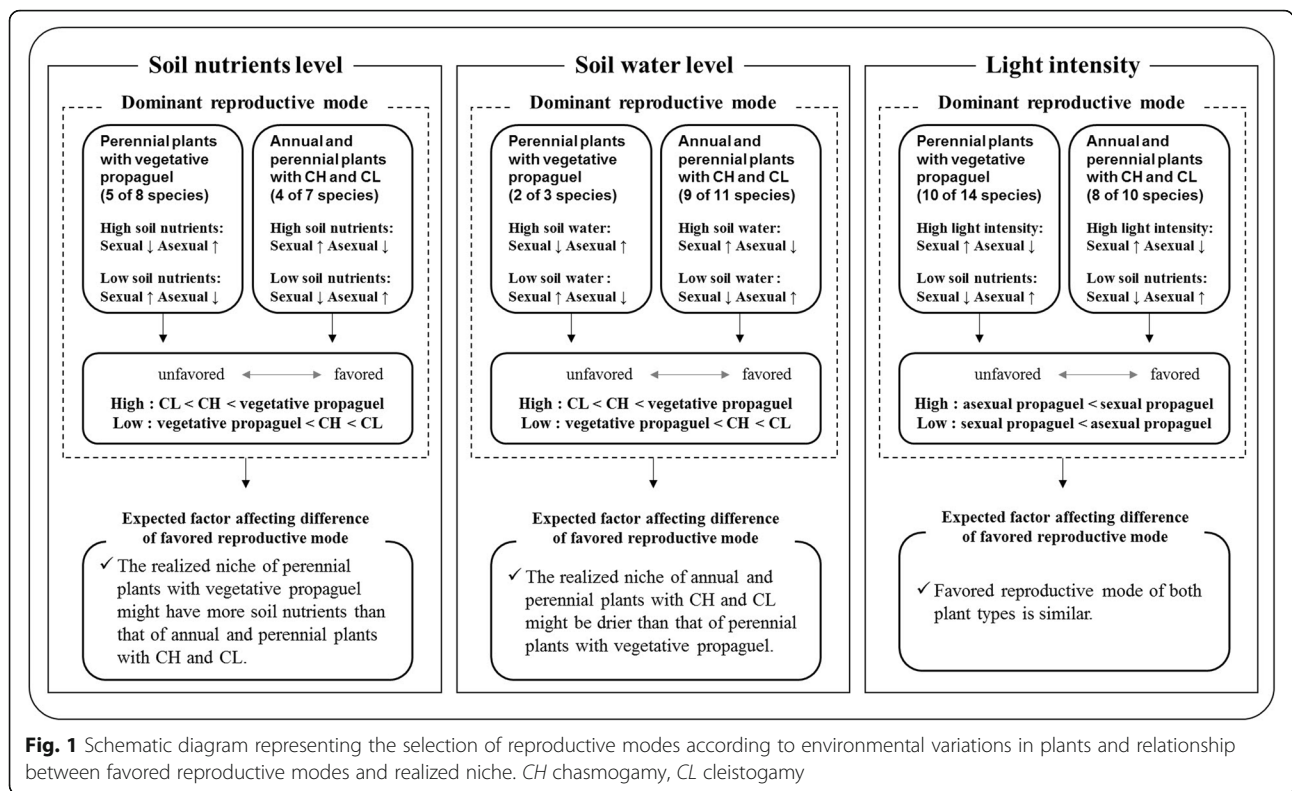 Soil nutrients level
Dominant reproductive mode
Perennial plants
with vegetative
propaguel
(5 of 8 species)
High soil nutrients:
Sexual ↓ Asexual ↑
Low soil nutrients:
Sexual ↑ Asexual ↓
Annual and
perennial plants
with CH and CL
(4 of 7 species)
High soil nutrients:
Sexual ↑ Asexual ↓
Low soil nutrients:
Sexual ↓ Asexual ↑
unfavored favored
High : CL < CH < vegetative propaguel
Low : vegetative propaguel < CH < CL
Expected factor affecting difference
of favored reproductive mode
✓ The realized niche of perennial
plants with vegetative propaguel
might have more soil nutrients than
that of annual and perennial plants
with CH and CL.
Soil water level
Dominant reproductive mode
Perennial plants
with vegetative
propaguel
(2 of 3 species)
High soil water:
Sexual ↓ Asexual ↑
Low soil water :
Sexual ↑ Asexual ↓
Annual and
perennial plants
with CH and CL
(9 of 11 species)
High soil water:
Sexual ↑ Asexual ↓
Low soil water :
Sexual ↓ Asexual ↑
unfavored favored
High : CL < CH < vegetative propaguel
Low : vegetative propaguel < CH < CL
Expected factor affecting difference
of favored reproductive mode
✓ The realized niche of annual and
perennial plants with CH and CL
might be drier than that of perennial
plants with vegetative propaguel.
Light intensity
Dominant reproductive mode
Perennial plants
with vegetative
propaguel
(10 of 14 species)
High light intensity:
Sexual ↑ Asexual ↓
Low soil nutrients:
Sexual ↓ Asexual ↑
Annual and
perennial plants
with CH and CL
(8 of 10 species)
High light intensity:
Sexual ↑ Asexual ↓
Low soil nutrients:
Sexual ↓ Asexual ↑
unfavored favored
High : asexual propaguel < sexual propaguel
Low : sexual propaguel < asexual propaguel
Expected factor affecting difference
of favored reproductive mode
✓ Favored reproductive mode of both
plant types is similar.
Fig. 1 Schematic diagram representing the selection of reproductive modes according to environmental variations in plants and relationship
between favored reproductive modes and realized niche. CH chasmogamy, CL cleistogamy